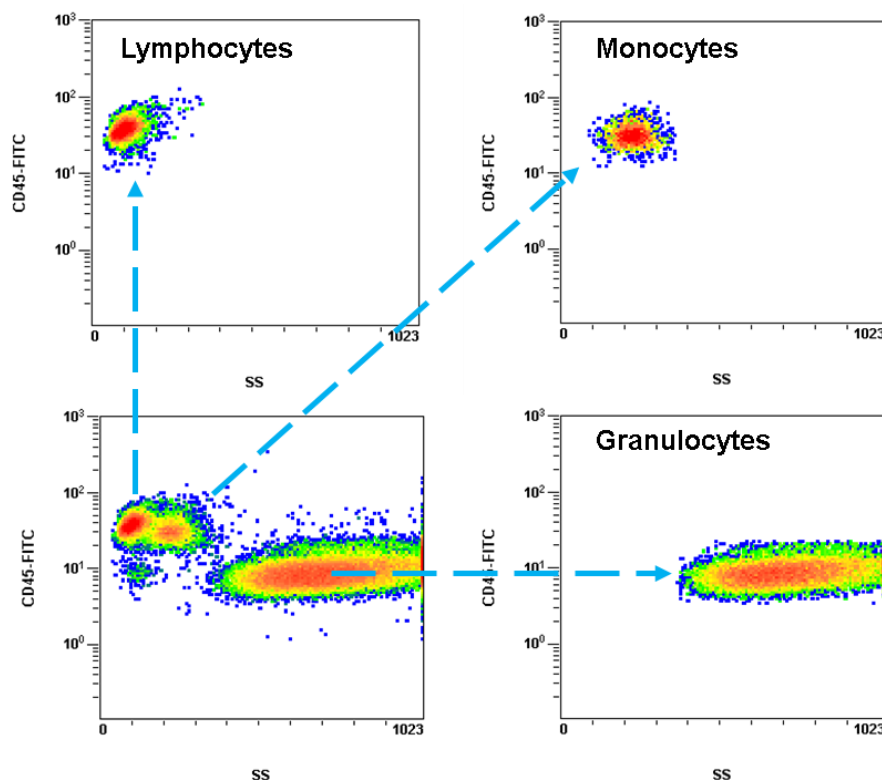 Lymphocytes
10³
10²
10¹
10⁰
CD45-FITC
0
1023
SS
Monocytes
10³
10²
10¹
10⁰
CD45-FITC
0
1023
SS
10³
10²
10¹
10⁰
CD45-FITC
0
1023
SS
Granulocytes
10³
10²
10¹
10⁰
CD45-FITC
0
1023
SS